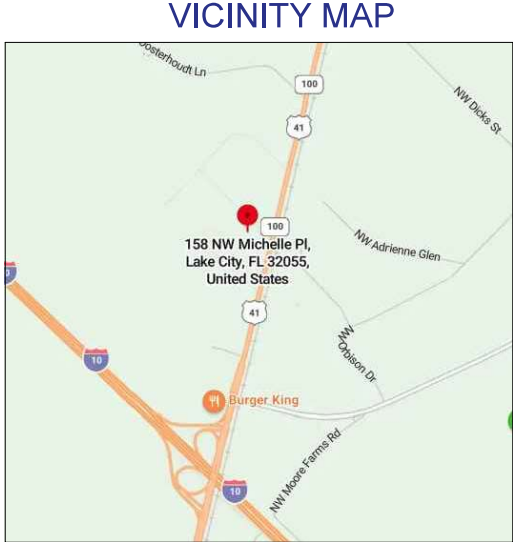 VICINITY MAP
Oosterhoudt Ln
100
NW Dicks St
41
100
158 NW Michelle Pl,
Lake City, FL 32055,
United States
NW Adrienne Glen
41
NW
Orbison Dr
10
Burger King
NW Moore Farms Rd
10